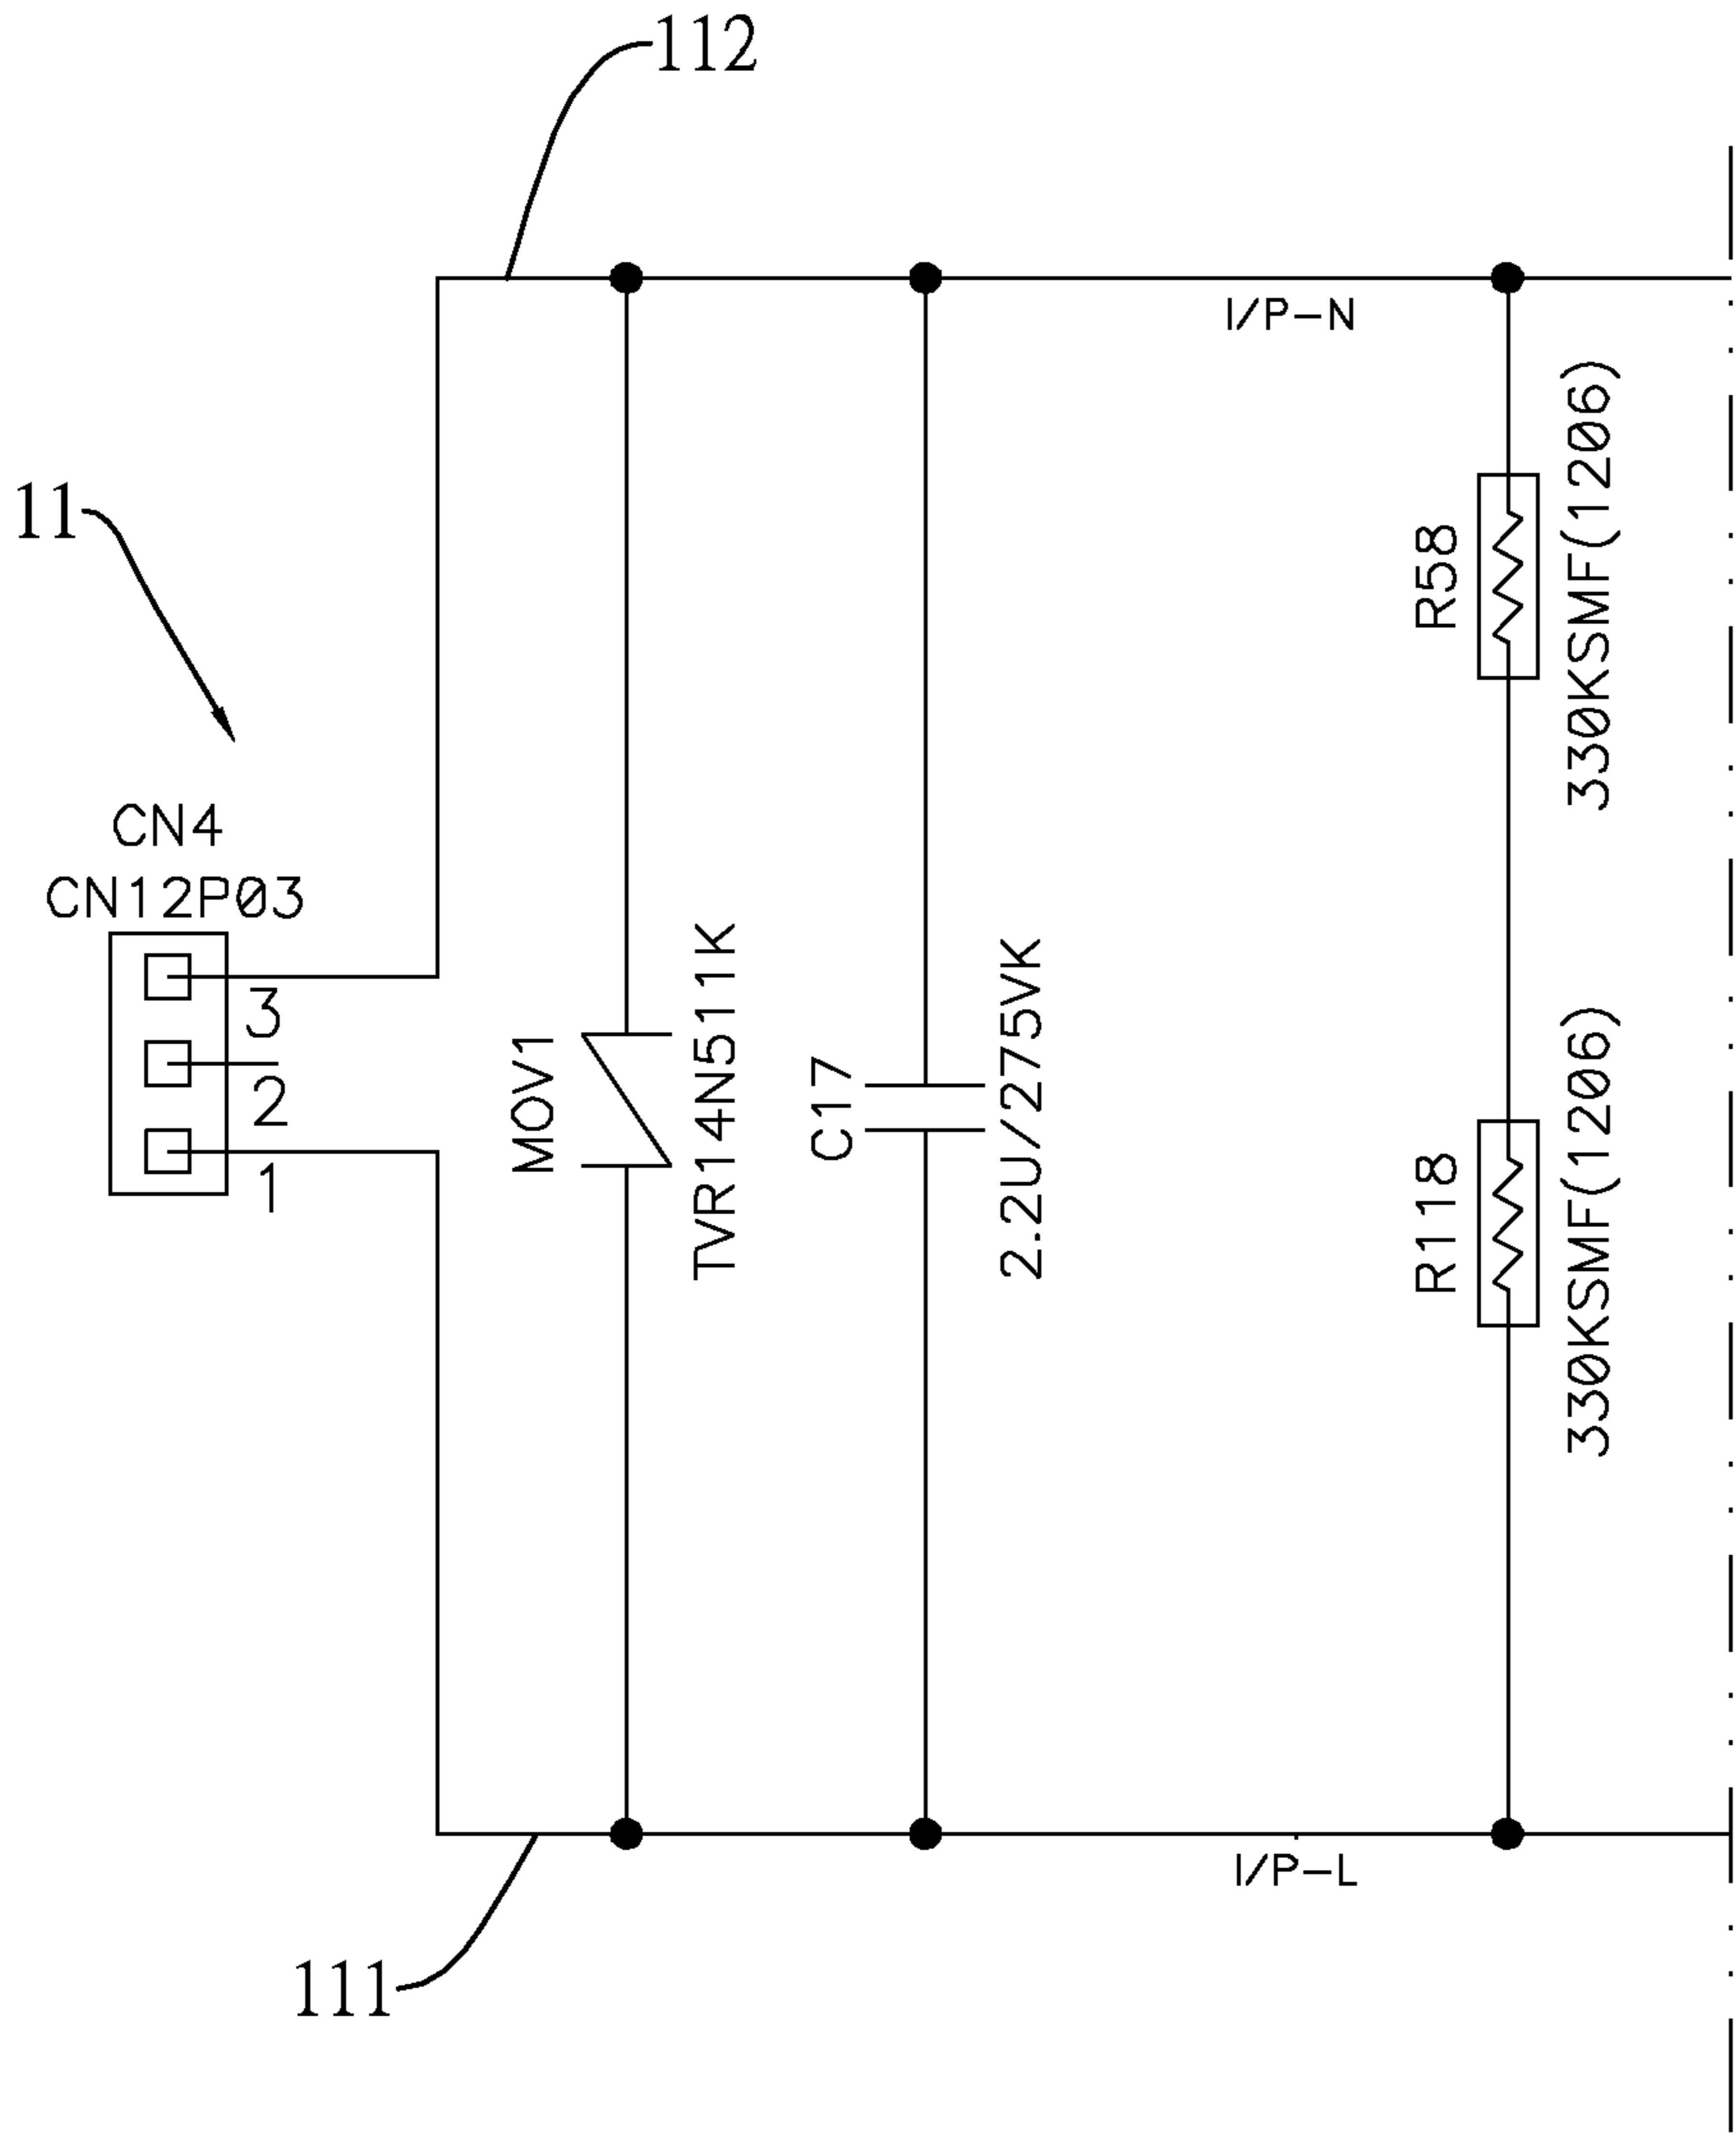 112
I/P-N
11
R58
330KSMF(1206)
CN4
CN12P03
3
2
1
MOV1
TVR14N511K
C17
2.2U/275VK
R118
330KSMF(1206)
I/P-L
111